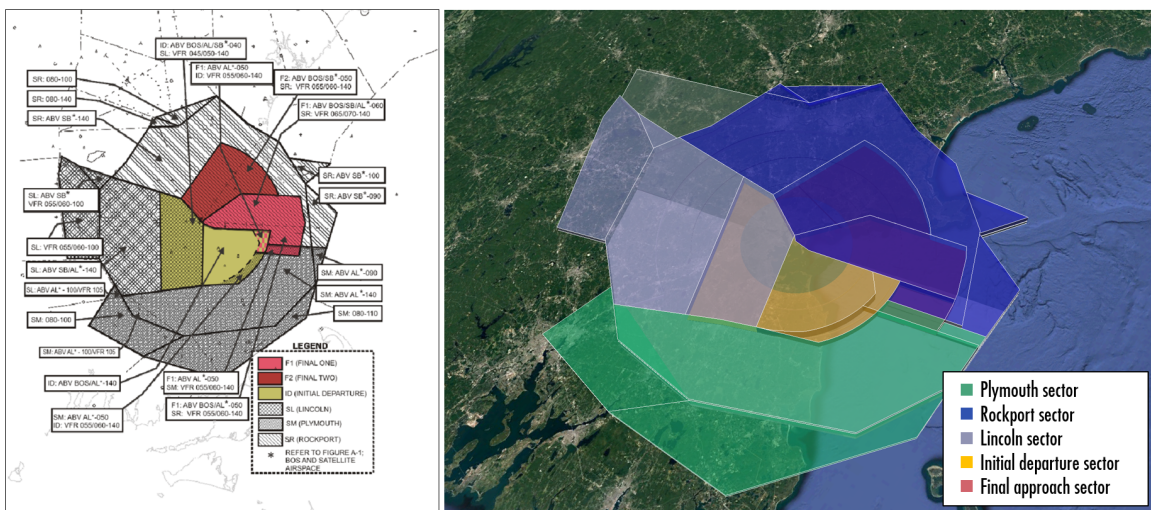 ID: ABV BOS/AL/SB*-040
SL: VFR 045/050-140
F1: ABV AL*-050
ID: VFR 055/060-140
F2: ABV BOS/SB*-050
SR: VFR 055/060-140
F1: ABV BOS/SB/AL*-060
SR: VFR 065/070-140
SR: 080-100
SR: 080-140
SR: ABV SB*-140
SR: ABV SB*-100
SR: ABV SB*-090
SL: ABV SB*
VFR 055/060-100
SL: VFR 055/060-100
SL: ABV SB/AL*-140
SL: ABV AL* - 100/VFR 105
SM: ABV AL*-090
SM: ABV AL*-140
SM: 080-100
SM: 080-110
SM: ABV AL* - 100/VFR 105
ID: ABV BOS/AL*-140
SM: ABV AL*-050
ID: VFR 055/060-140
F1: ABV AL*-050
SM: VFR 055/060-140
F1: ABV BOS/AL*-050
SR: VFR 055/060-140
LEGEND
F1 (FINAL ONE)
F2 (FINAL TWO)
ID (INITIAL DEPARTURE)
SL (LINCOLN)
SM (PLYMOUTH)
SR (ROCKPORT)
* REFER TO FIGURE A-1;
BOS AND SATELLITE
AIRSPACE
Plymouth sector
Rockport sector
Lincoln sector
Initial departure sector
Final approach sector